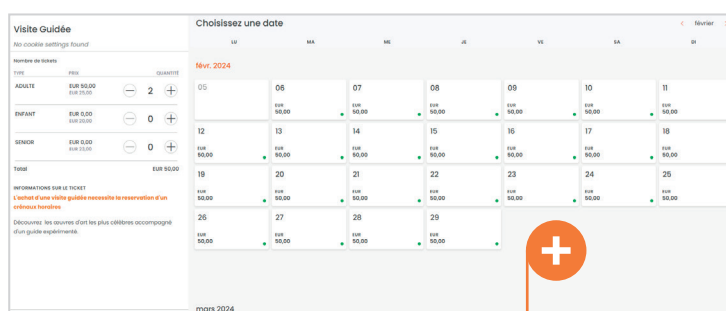 Visite Guidée
No cookie settings found
Nombre de tickets
TYPE PRIX QUANTITÉ
ADULTE EUR 50,00 2
EUR 25,00
ENFANT EUR 0,00 0
EUR 20,00
SENIOR EUR 0,00 0
EUR 23,00
Total EUR 50,00
INFORMATIONS SUR LE TICKET
L'achat d'une visite guidée necessite la reservation d'un
créneau horaires
Découvrez les œuvres d'art les plus célèbres accompagné
d'un guide expérimenté.
Choisissez une date
février
LU MA ME JE VE SA DI
févr. 2024
05 06 07 08 09 10 11
EUR EUR EUR EUR EUR EUR
50,00 50,00 50,00 50,00 50,00 50,00
12 13 14 15 16 17 18
EUR EUR EUR EUR EUR EUR EUR
50,00 50,00 50,00 50,00 50,00 50,00 50,00
19 20 21 22 23 24 25
EUR EUR EUR EUR EUR EUR EUR
50,00 50,00 50,00 50,00 50,00 50,00 50,00
26 27 28 29
EUR EUR EUR EUR
50,00 50,00 50,00 50,00
mars 2024